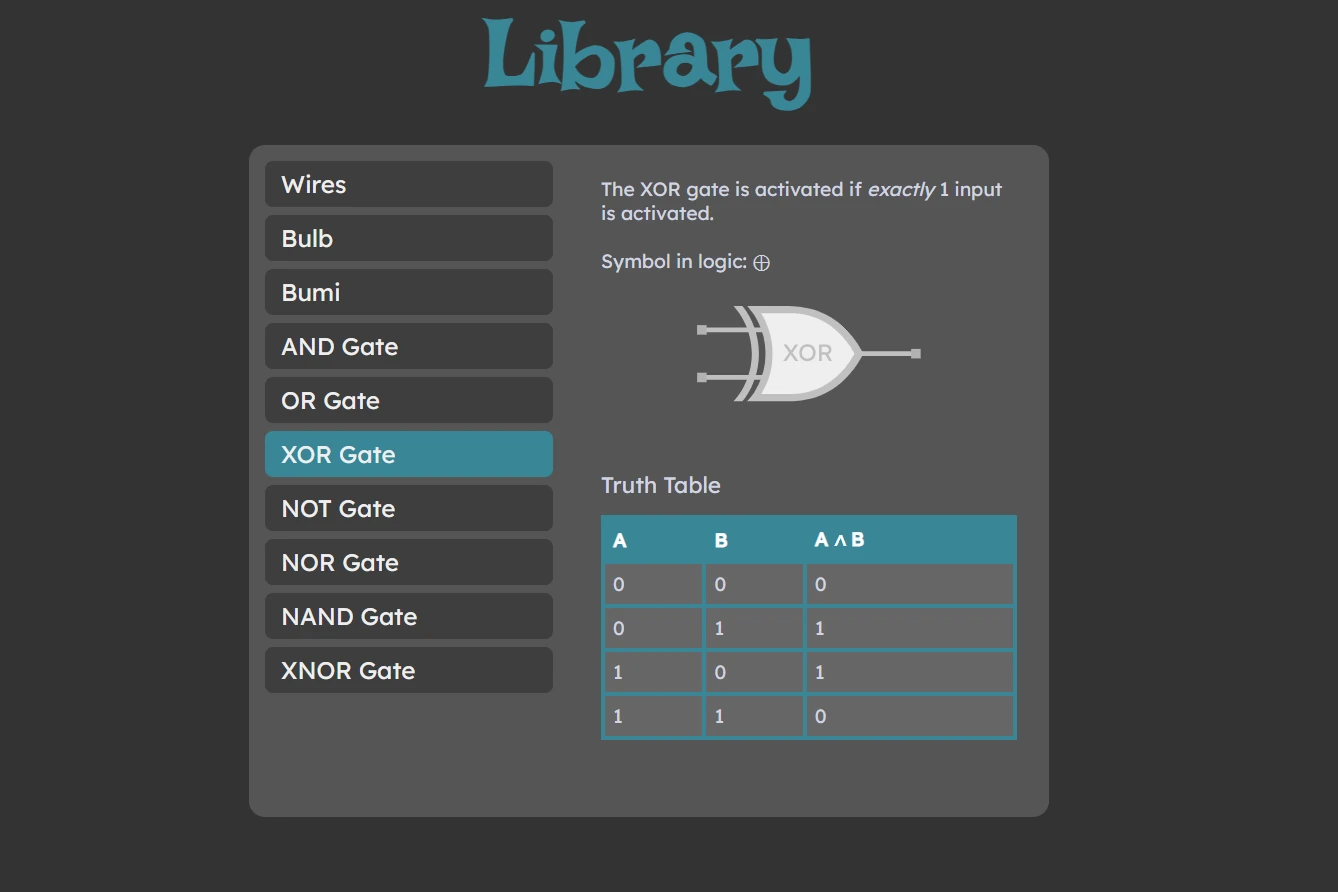 Library
Wires
Bulb
Bumi
AND Gate
OR Gate
XOR Gate
NOT Gate
NOR Gate
NAND Gate
XNOR Gate
The XOR gate is activated if exactly 1 input
is activated.
Symbol in logic: ⊕
XOR
Truth Table
A B A ∧ B
0 0 0
0 1 1
1 0 1
1 1 0